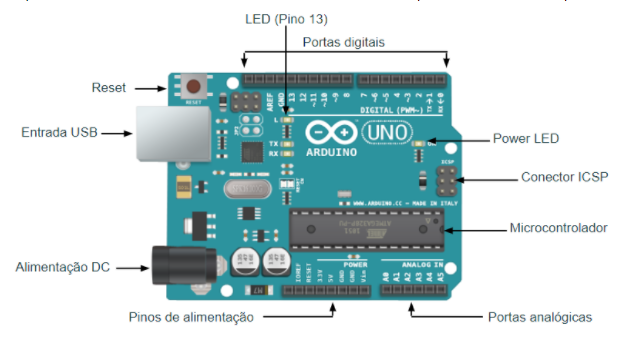 LED (Pino 13)
Portas digitais
Reset
RESET
AREF
GND
13
12
~11
~10
~9
8
7
~6
~5
4
~3
2
TX→1
RX←0
DIGITAL (PWM~)
Entrada USB
L
TX
RX
UNO
ARDUINO
ON
Power LED
ICSP
Conector ICSP
WWW.ARDUINO.CC – MADE IN ITALY
Microcontrolador
Alimentação DC
POWER
ANALOG IN
IOREF
RESET
3.3V
5V
GND
GND
Vin
A0
A1
A2
A3
A4
A5
Pinos de alimentação
Portas analógicas